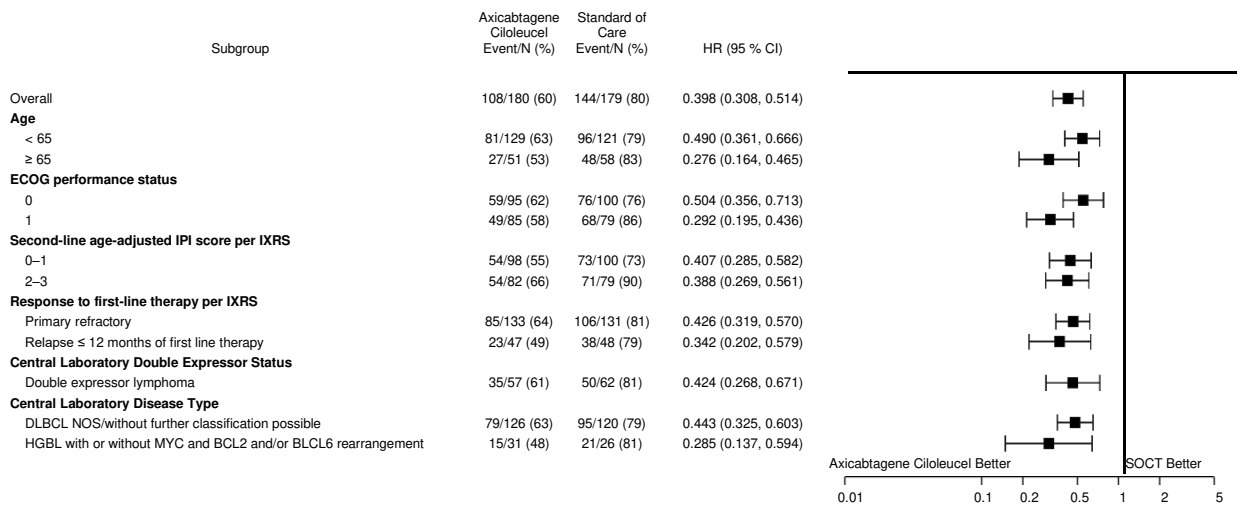 Axicabtagene Standard of
Ciloleucel Care
Subgroup Event/N (%) Event/N (%) HR (95 % CI)
Overall 108/180 (60) 144/179 (80) 0.398 (0.308, 0.514)
Age
< 65 81/129 (63) 96/121 (79) 0.490 (0.361, 0.666)
≥ 65 27/51 (53) 48/58 (83) 0.276 (0.164, 0.465)
ECOG performance status
0 59/95 (62) 76/100 (76) 0.504 (0.356, 0.713)
1 49/85 (58) 68/79 (86) 0.292 (0.195, 0.436)
Second-line age-adjusted IPI score per IXRS
0–1 54/98 (55) 73/100 (73) 0.407 (0.285, 0.582)
2–3 54/82 (66) 71/79 (90) 0.388 (0.269, 0.561)
Response to first-line therapy per IXRS
Primary refractory 85/133 (64) 106/131 (81) 0.426 (0.319, 0.570)
Relapse ≤ 12 months of first line therapy 23/47 (49) 38/48 (79) 0.342 (0.202, 0.579)
Central Laboratory Double Expressor Status
Double expressor lymphoma 35/57 (61) 50/62 (81) 0.424 (0.268, 0.671)
Central Laboratory Disease Type
DLBCL NOS/without further classification possible 79/126 (63) 95/120 (79) 0.443 (0.325, 0.603)
HGBL with or without MYC and BCL2 and/or BLCL6 rearrangement 15/31 (48) 21/26 (81) 0.285 (0.137, 0.594)
Axicabtagene Ciloleucel Better SOCT Better
0.01 0.1 0.2 0.5 1 2 5